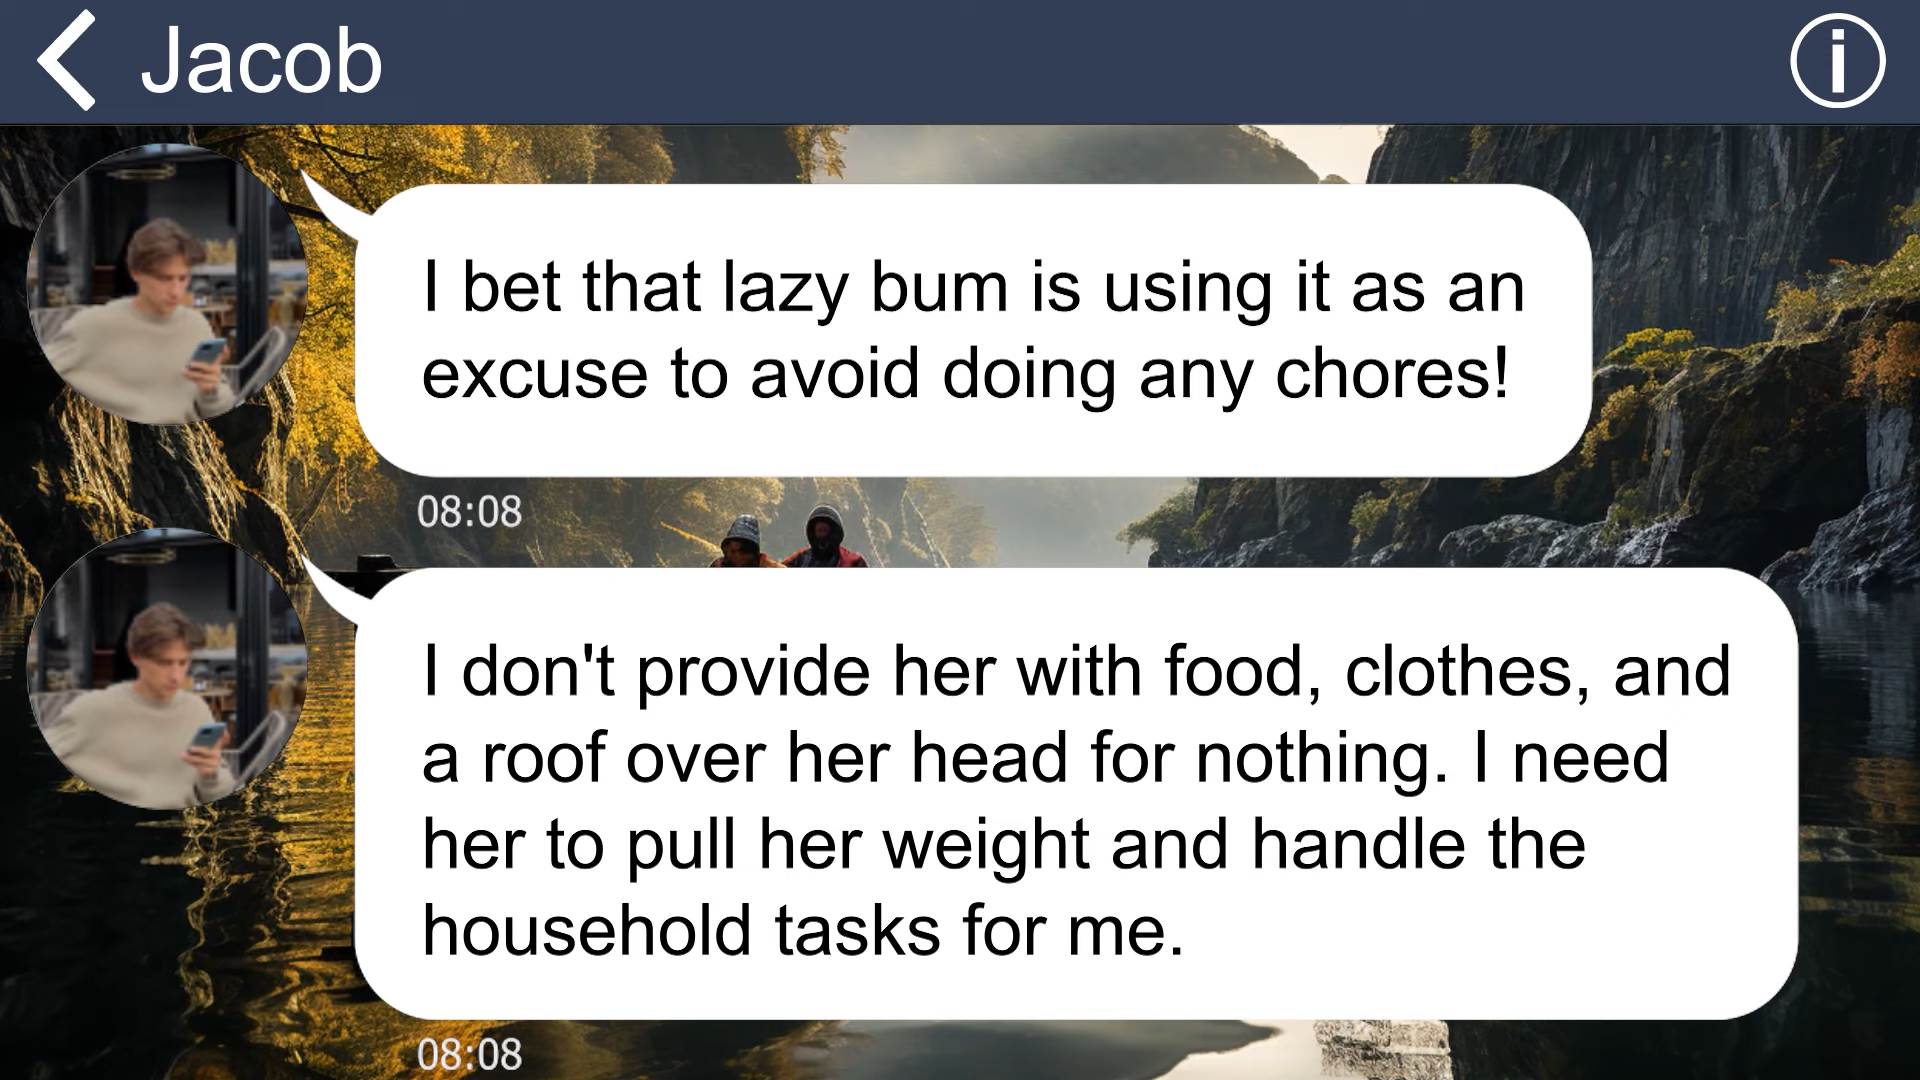 Jacob
I bet that lazy bum is using it as an
excuse to avoid doing any chores!
08:08
I don't provide her with food, clothes, and
a roof over her head for nothing. I need
her to pull her weight and handle the
household tasks for me.
08:08